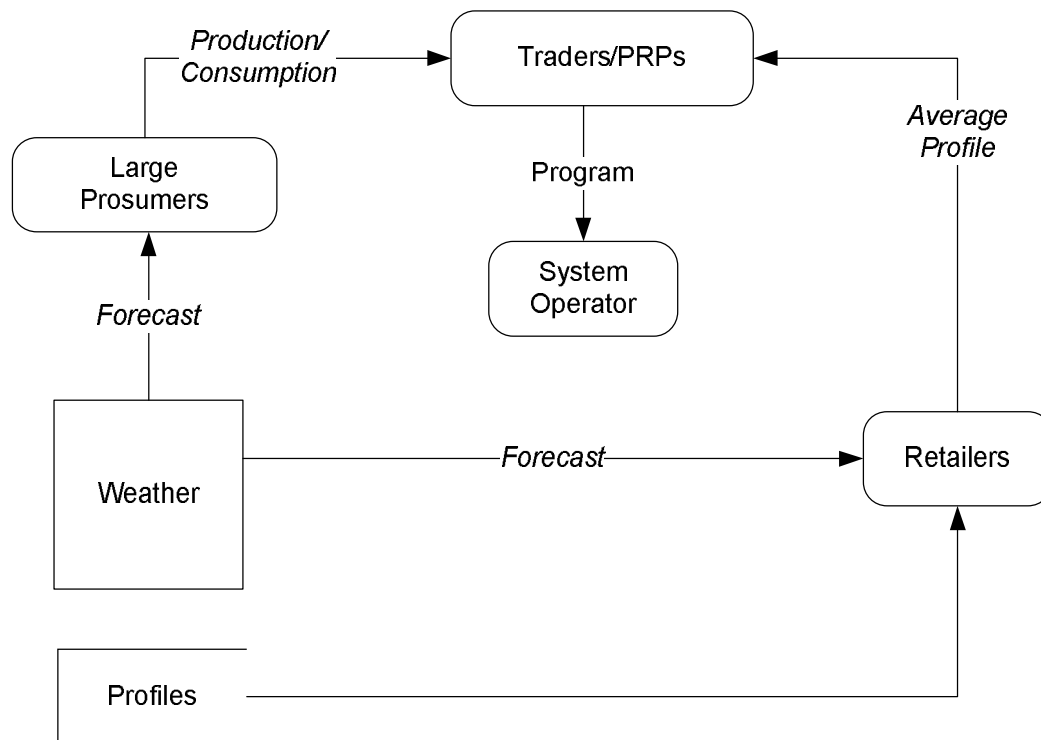 Production/
Consumption
Traders/PRPs
Average
Profile
Large
Prosumers
Program
System
Operator
Forecast
Forecast
Retailers
Weather
Profiles